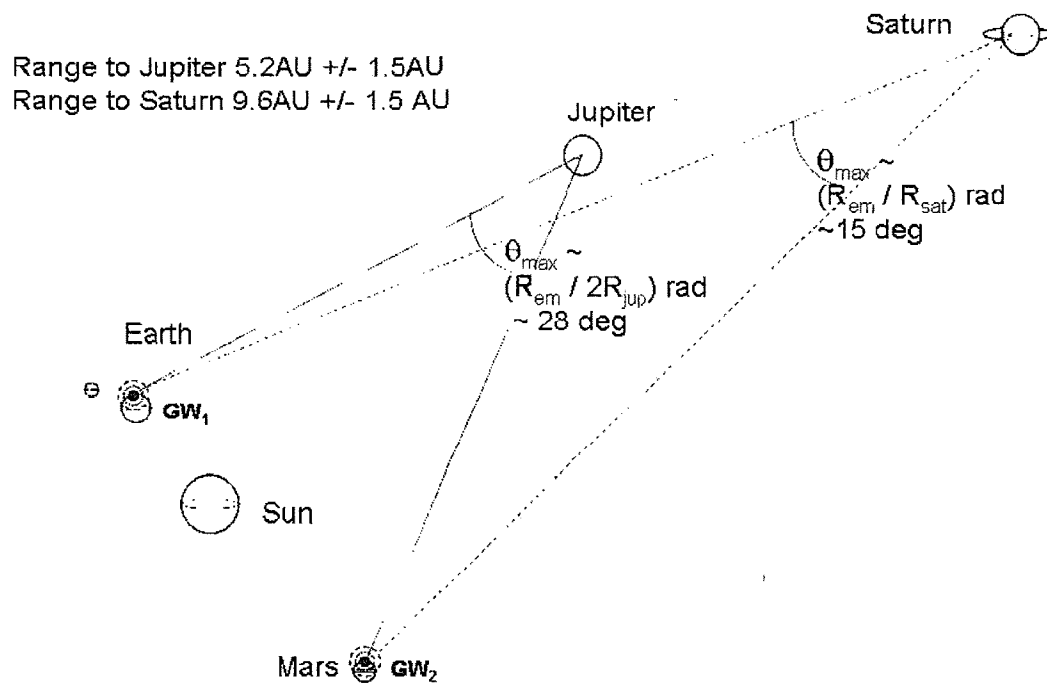 Saturn
Range to Jupiter 5.2AU +/- 1.5AU
Range to Saturn 9.6AU +/- 1.5 AU
Jupiter
θmax ~
(Rem / Rsat) rad
~15 deg
θmax ~
(Rem / 2Rjup) rad
~ 28 deg
Earth
GW1
Sun
Mars
GW2